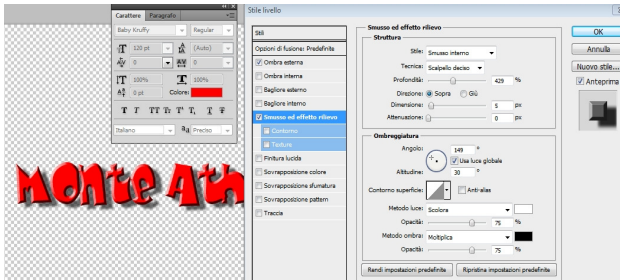 Carattere Paragrafo
Baby Kruffy Regular
120 pt (Auto)
0 0
100% 100%
0 pt Colore:
T T TT Tr T' T, T T
Italiano aa Preciso
Monte Ath
Stile livello
Stili
Opzioni di fusione: Predefinite
Ombra esterna
Ombra interna
Bagliore esterno
Bagliore interno
Smusso ed effetto rilievo
Contorno
Texture
Finitura lucida
Sovrapposizione colore
Sovrapposizione sfumatura
Sovrapposizione pattern
Traccia
Smusso ed effetto rilievo
Struttura
Stile: Smusso interno
Tecnica: Scalpello deciso
Profondità: 429 %
Direzione: Sopra Giù
Dimensione: 5 px
Attenuazione: 0 px
Ombreggiatura
Angolo: 149 °
Usa luce globale
Altitudine: 30 °
Contorno superficie: Anti-alias
Metodo luce: Scolora
Opacità: 75 %
Metodo ombra: Moltiplica
Opacità: 75 %
Rendi impostazioni predefinite Ripristina impostazioni predefinite
OK
Annulla
Nuovo stile...
Anteprima